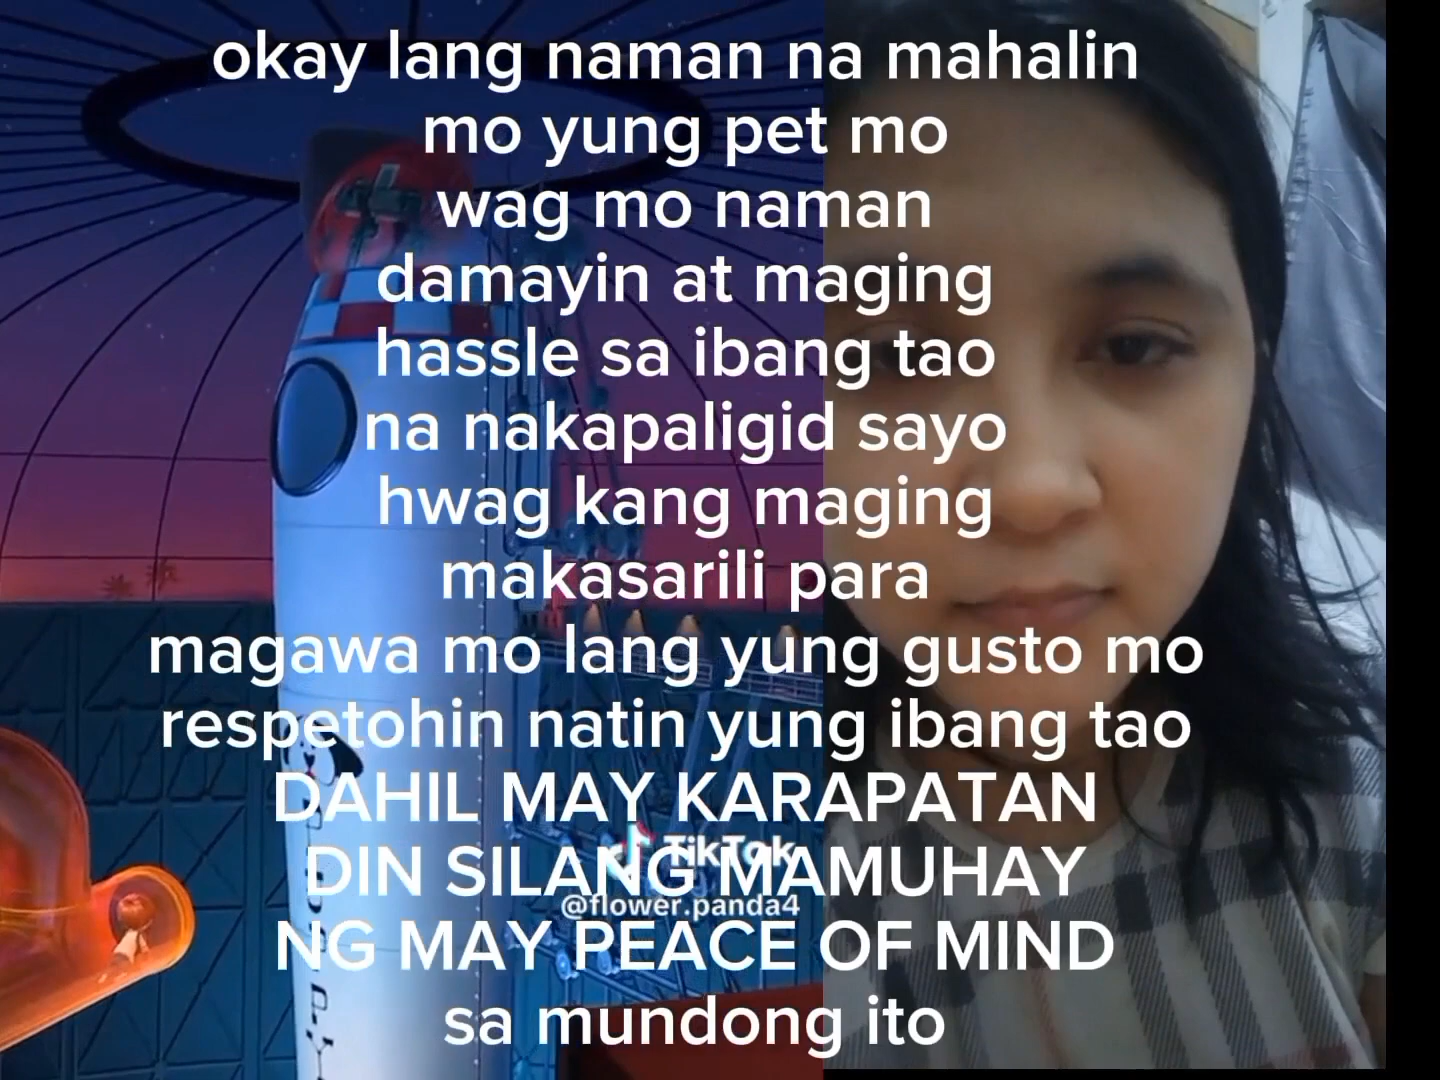 okay lang naman na mahalin
mo yung pet mo
wag mo naman
damayin at maging
hassle sa ibang tao
na nakapaligid sayo
hwag kang maging
makasarili para
magawa mo lang yung gusto mo
respetohin natin yung ibang tao
DAHIL MAY KARAPATAN
DIN SILANG MAMUHAY
TikTok
@flower.panda4
NG MAY PEACE OF MIND
sa mundong ito